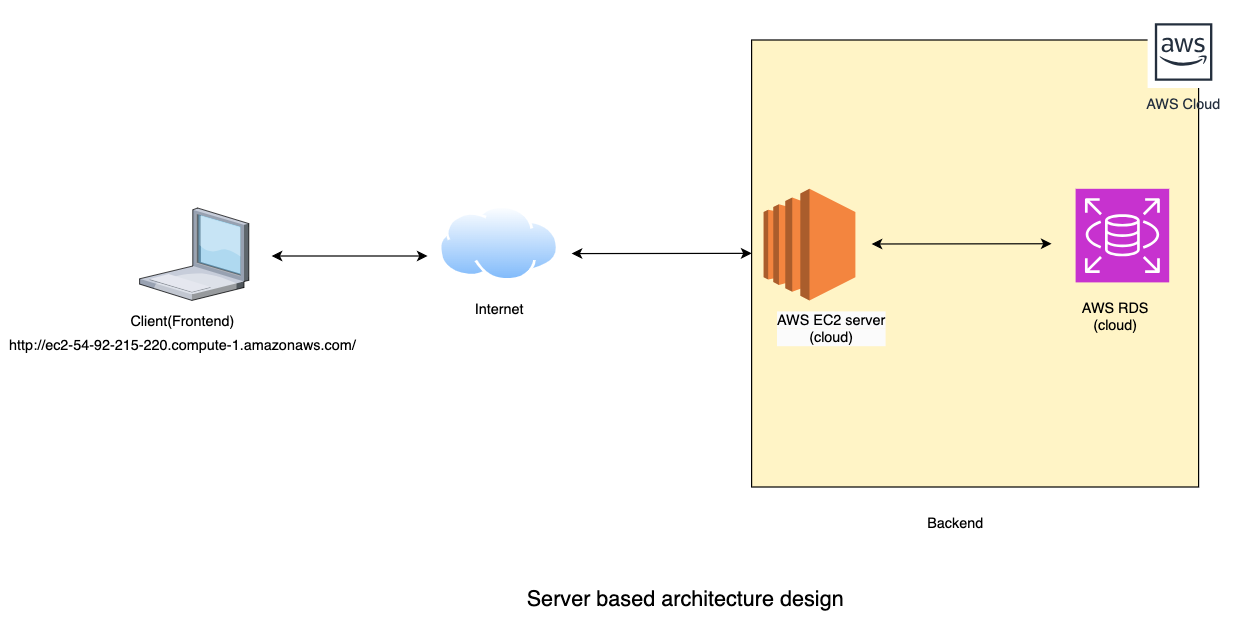 aws
AWS Cloud
Client(Frontend)
http://ec2-54-92-215-220.compute-1.amazonaws.com/
Internet
AWS EC2 server
(cloud)
AWS RDS
(cloud)
Backend
Server based architecture design